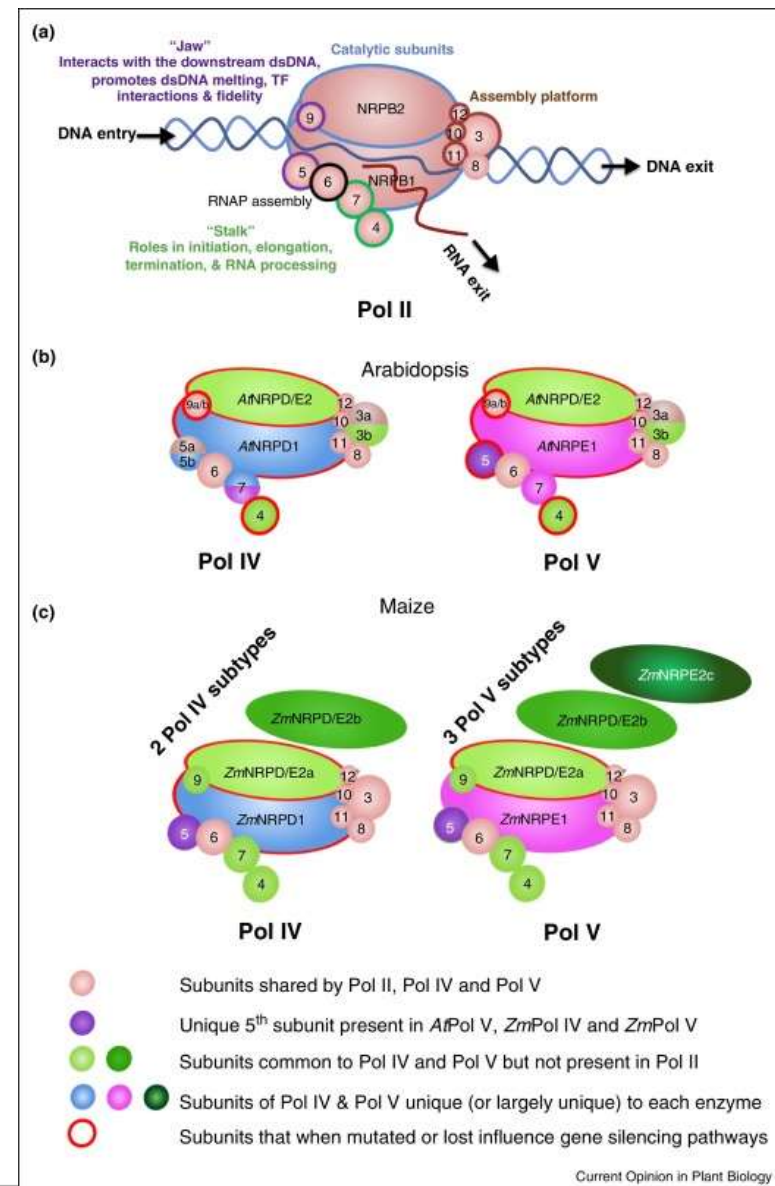 (a)
“Jaw”
Interacts with the downstream dsDNA,
promotes dsDNA melting, TF
interactions & fidelity
Catalytic subunits
NRPB2
Assembly platform
9
12
10
3
11
8
DNA entry
DNA exit
5
6
NRPB1
7
4
RNAP assembly
“Stalk”
Roles in initiation, elongation,
termination, & RNA processing
RNA exit
Pol II
(b)
Arabidopsis
9a/b
AtNRPD/E2
12
10
3a
3b
AtNRPD1
11
8
5a
5b
6
7
4
Pol IV
9a/b
AtNRPD/E2
12
10
3a
3b
AtNRPE1
11
8
5
6
7
4
Pol V
(c)
Maize
2 Pol IV subtypes
ZmNRPD/E2b
9
ZmNRPD/E2a
12
10
3
ZmNRPD1
11
8
5
6
7
4
Pol IV
3 Pol V subtypes
ZmNRPE2c
ZmNRPD/E2b
9
ZmNRPD/E2a
12
10
3
ZmNRPE1
11
8
5
6
7
4
Pol V
Subunits shared by Pol II, Pol IV and Pol V
Unique 5th subunit present in AtPol V, ZmPol IV and ZmPol V
Subunits common to Pol IV and Pol V but not present in Pol II
Subunits of Pol IV & Pol V unique (or largely unique) to each enzyme
Subunits that when mutated or lost influence gene silencing pathways
Current Opinion in Plant Biology